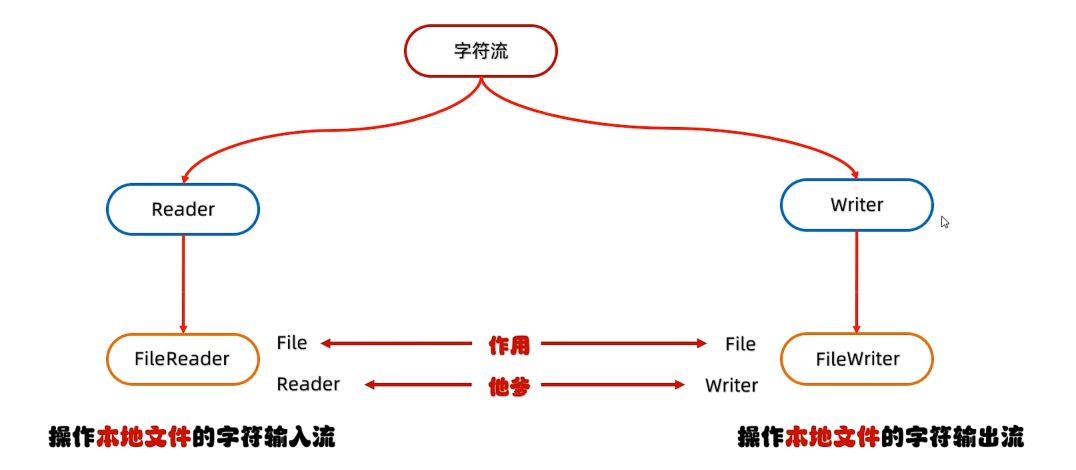 字符流
Reader
Writer
FileReader
File
作用
File
FileWriter
Reader
他爹
Writer
操作本地文件的字符输入流
操作本地文件的字符输出流